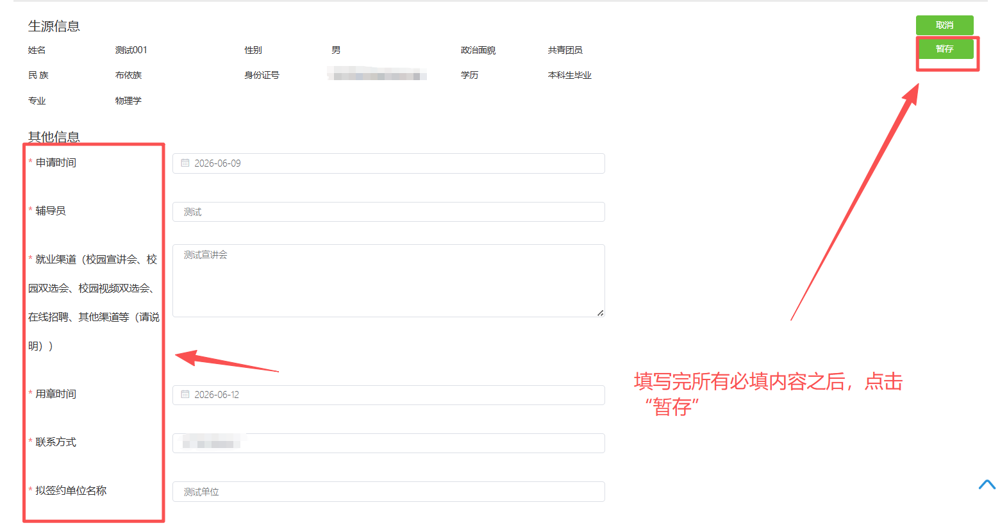 生源信息
取消
姓名 测试001 性别 男 政治面貌 共青团员
暂存
民 族 布依族 身份证号 学历 本科生毕业
专业 物理学
其他信息
* 申请时间 2026-06-09
* 辅导员 测试
* 就业渠道（校园宣讲会、校
园双选会、校园视频双选会、
在线招聘、其他渠道等（请说
明））
测试宣讲会
填写完所有必填内容之后，点击
“暂存”
* 用章时间 2026-06-12
* 联系方式
* 拟签约单位名称 测试单位